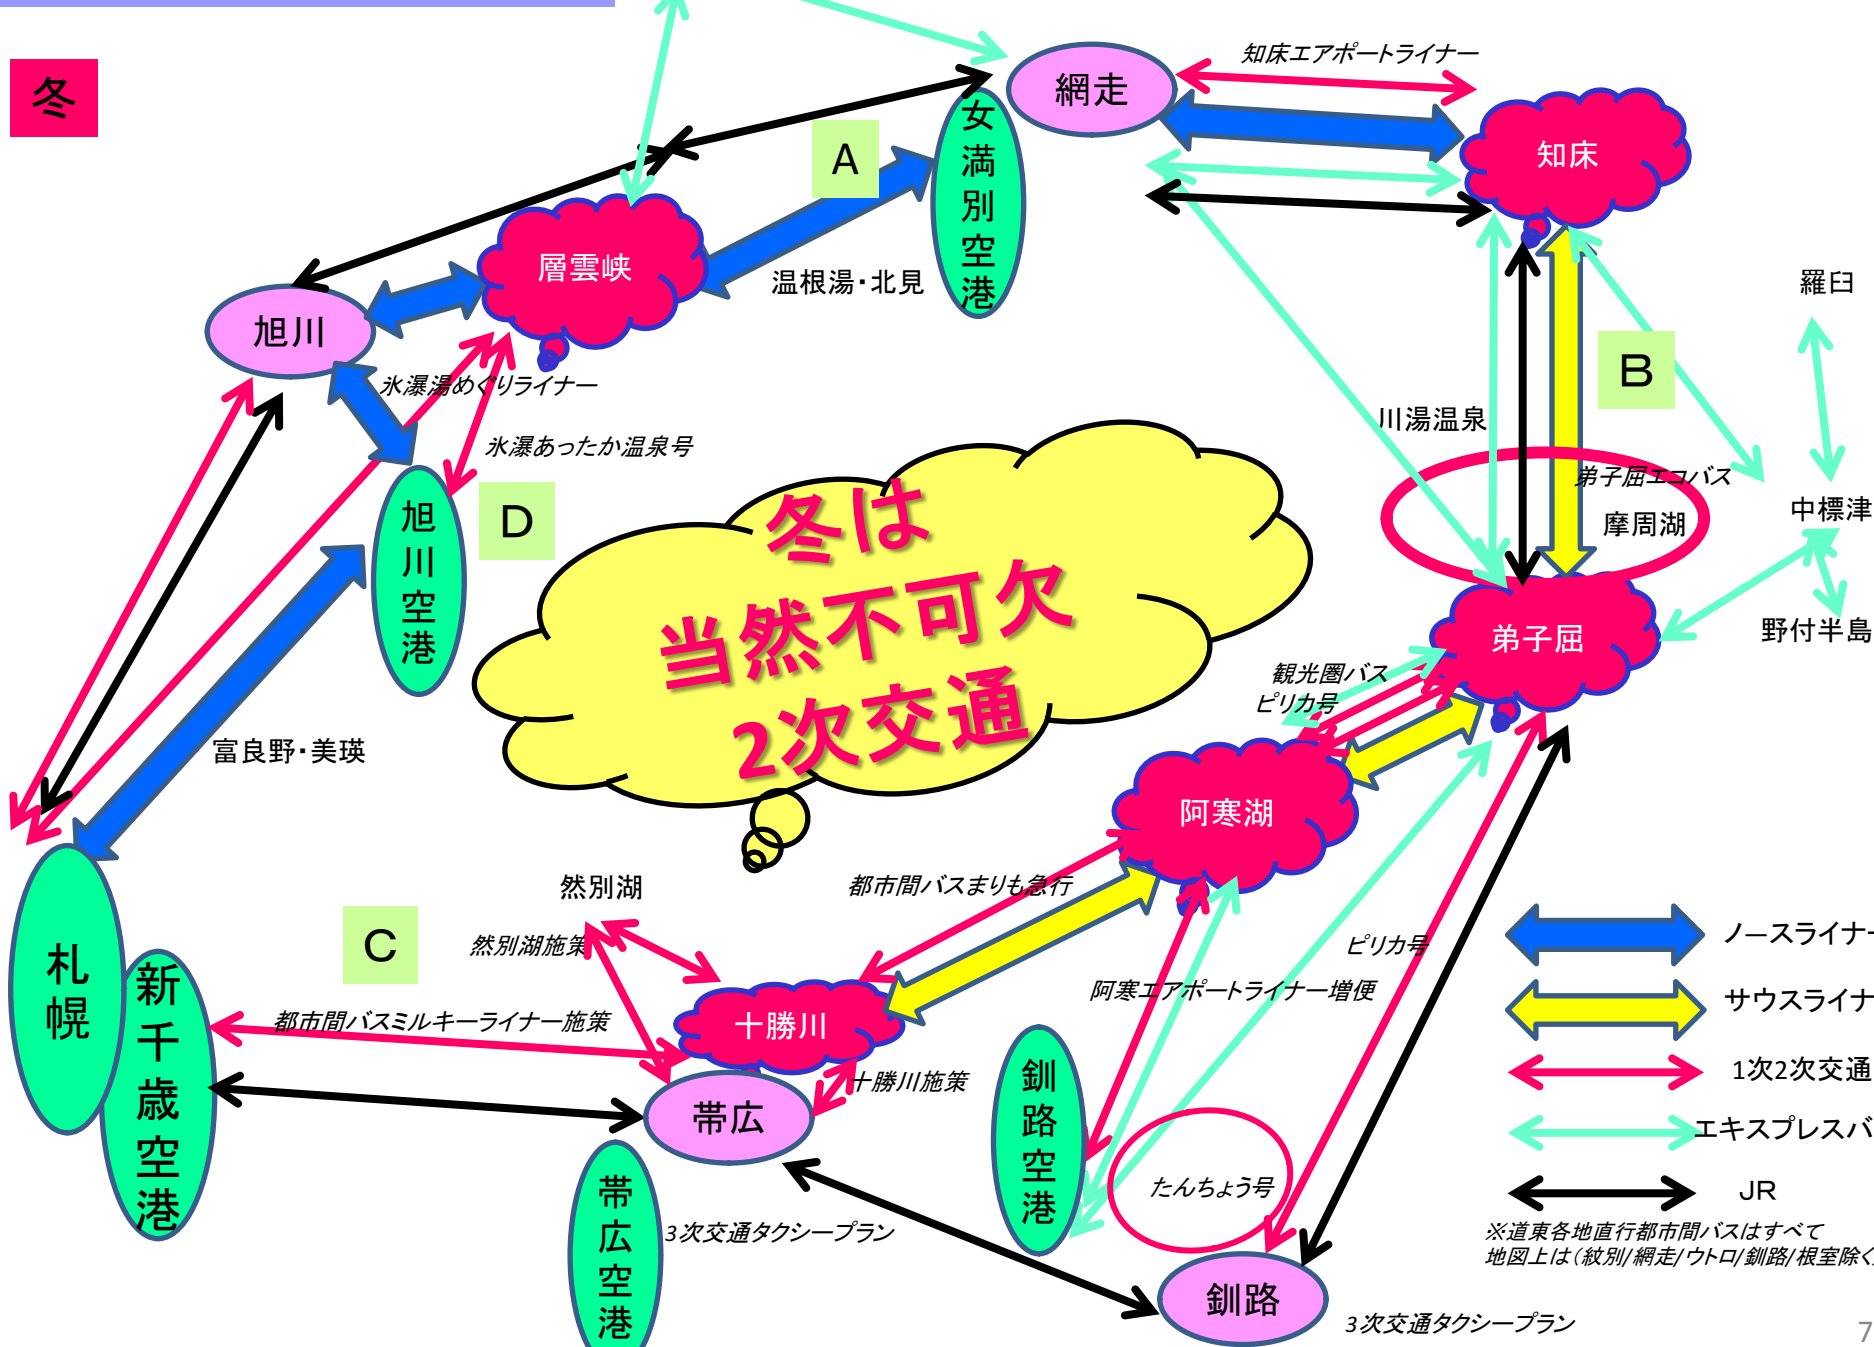 冬
知床エアポートライナー
網走
知床
A
女満別空港
層雲峡
温根湯・北見
羅臼
旭川
B
氷瀑湯めぐりライナー
川湯温泉
氷瀑あったか温泉号
弟子屈エコバス
摩周湖
中標津
旭川空港
D
冬は
当然不可欠
2次交通
弟子屈
野付半島
観光圏バス
ピリカ号
富良野・美瑛
阿寒湖
然別湖
都市間バスまりも急行
C
然別湖施策
ピリカ号
ノースライナー
札幌
新千歳空港
阿寒エアポートライナー増便
サウスライナ
都市間バスミルキーライナー施策
十勝川
十勝川施策
1次2次交通
帯広
釧路空港
エキスプレスバ
帯広空港
たんちょう号
JR
3次交通タクシープラン
※道東各地直行都市間バスはすべて
地図上は(紋別/網走/ウトロ/釧路/根室除く
釧路
3次交通タクシープラン
7